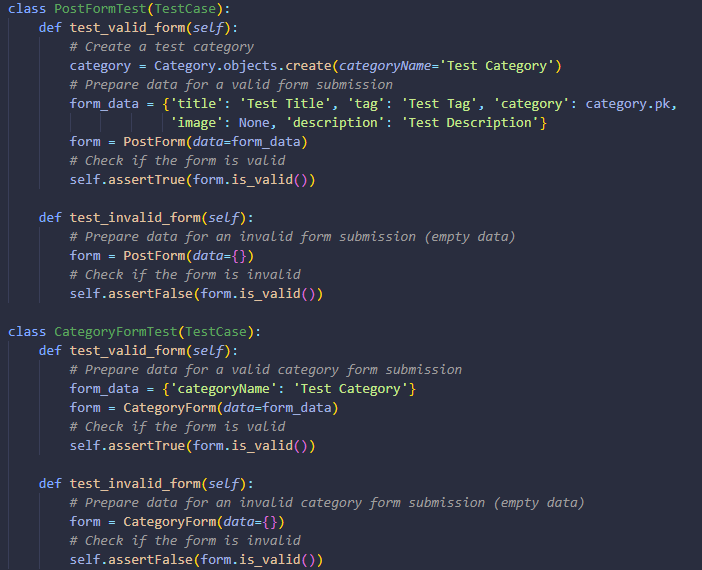 class PostFormTest(TestCase):
    def test_valid_form(self):
        # Create a test category
        category = Category.objects.create(categoryName='Test Category')
        # Prepare data for a valid form submission
        form_data = {'title': 'Test Title', 'tag': 'Test Tag', 'category': category.pk,
                     'image': None, 'description': 'Test Description'}
        form = PostForm(data=form_data)
        # Check if the form is valid
        self.assertTrue(form.is_valid())

    def test_invalid_form(self):
        # Prepare data for an invalid form submission (empty data)
        form = PostForm(data={})
        # Check if the form is invalid
        self.assertFalse(form.is_valid())

class CategoryFormTest(TestCase):
    def test_valid_form(self):
        # Prepare data for a valid category form submission
        form_data = {'categoryName': 'Test Category'}
        form = CategoryForm(data=form_data)
        # Check if the form is valid
        self.assertTrue(form.is_valid())

    def test_invalid_form(self):
        # Prepare data for an invalid category form submission (empty data)
        form = CategoryForm(data={})
        # Check if the form is invalid
        self.assertFalse(form.is_valid())